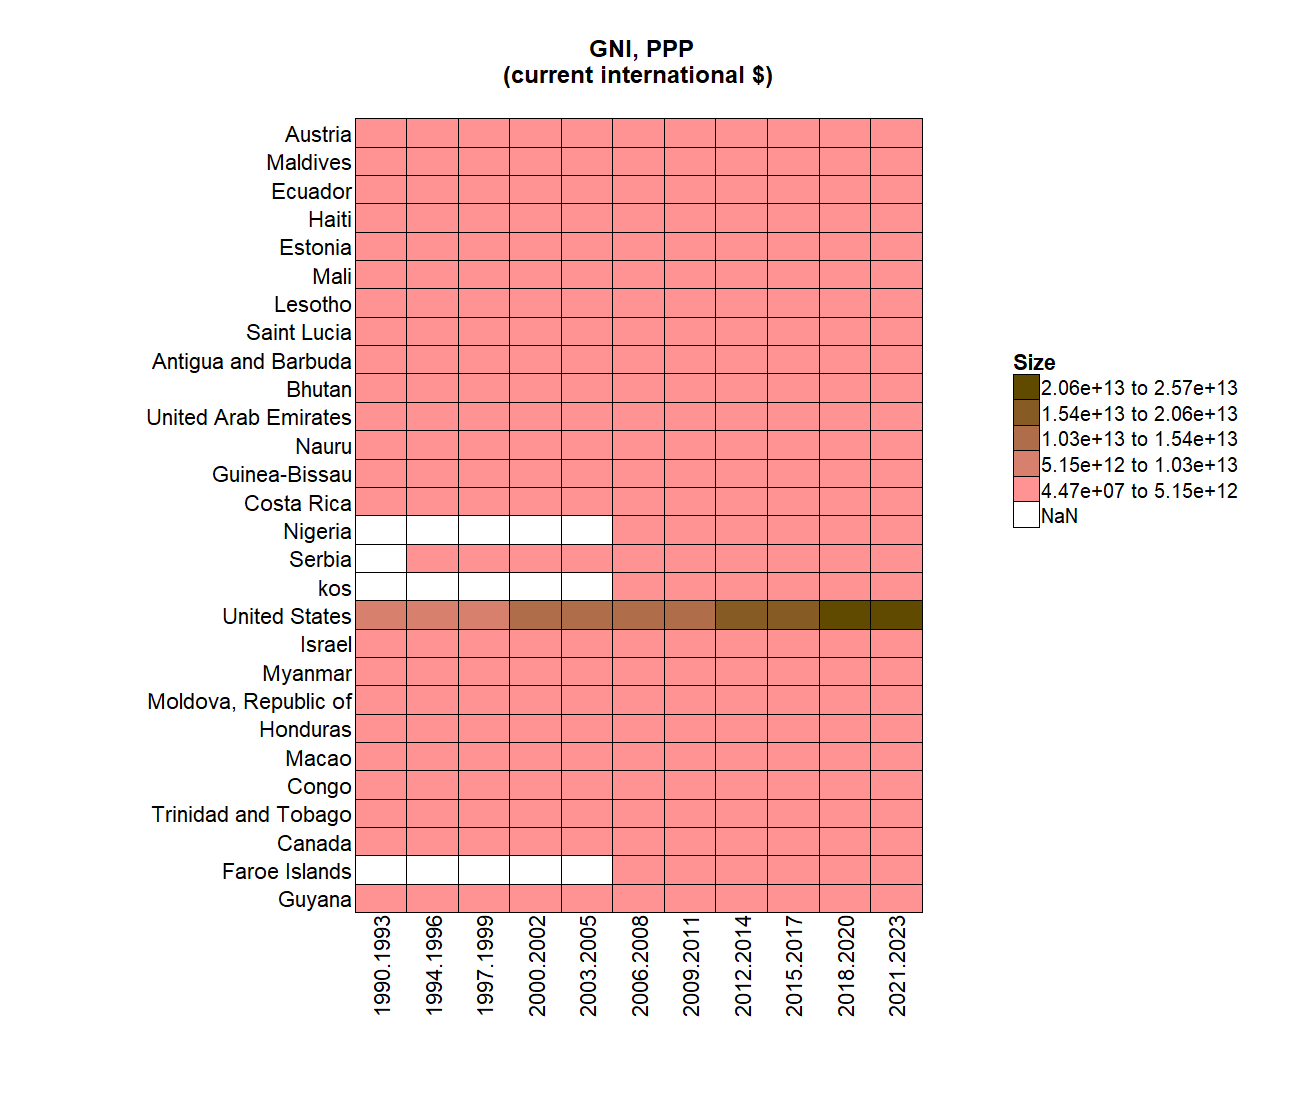 GNI, PPP
(current international $)
Austria
Maldives
Ecuador
Haiti
Estonia
Mali
Lesotho
Saint Lucia
Antigua and Barbuda
Bhutan
United Arab Emirates
Nauru
Guinea-Bissau
Costa Rica
Nigeria
Serbia
kos
United States
Israel
Myanmar
Moldova, Republic of
Honduras
Macao
Congo
Trinidad and Tobago
Canada
Faroe Islands
Guyana
1990.1993
1994.1996
1997.1999
2000.2002
2003.2005
2006.2008
2009.2011
2012.2014
2015.2017
2018.2020
2021.2023
Size
2.06e+13 to 2.57e+13
1.54e+13 to 2.06e+13
1.03e+13 to 1.54e+13
5.15e+12 to 1.03e+13
4.47e+07 to 5.15e+12
NaN